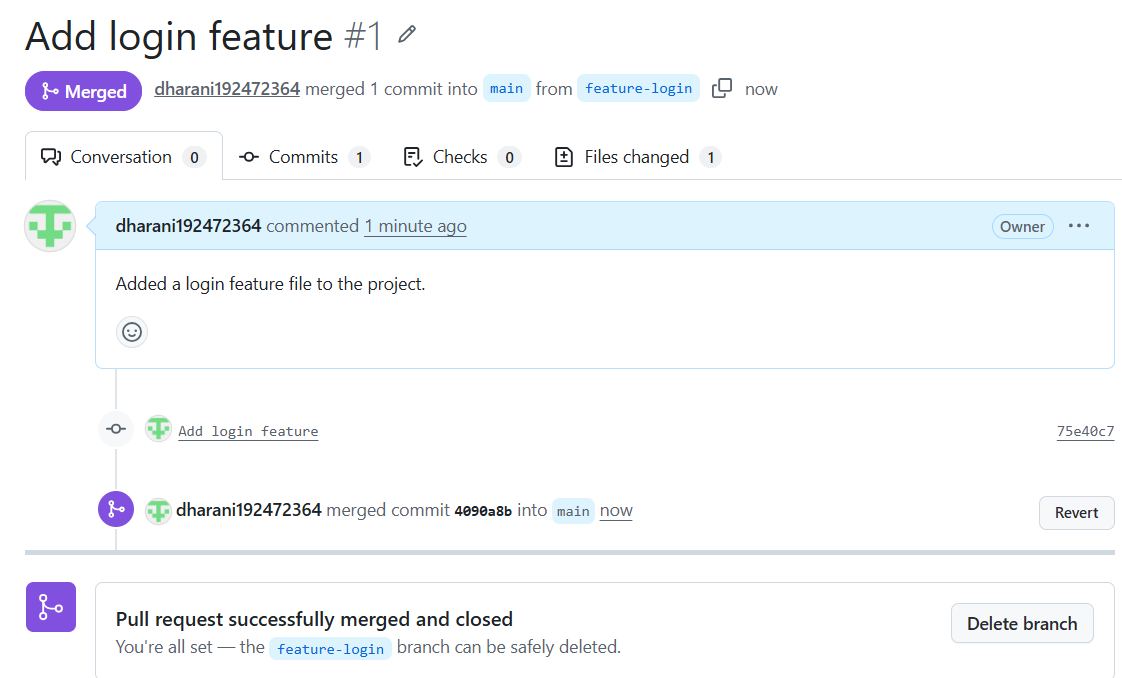 Add login feature #1
Merged dharani192472364 merged 1 commit into main from feature-login now
Conversation 0 Commits 1 Checks 0 Files changed 1
dharani192472364 commented 1 minute ago Owner
Added a login feature file to the project.
Add login feature 75e40c7
dharani192472364 merged commit 4090a8b into main now Revert
Pull request successfully merged and closed
You're all set — the feature-login branch can be safely deleted.
Delete branch